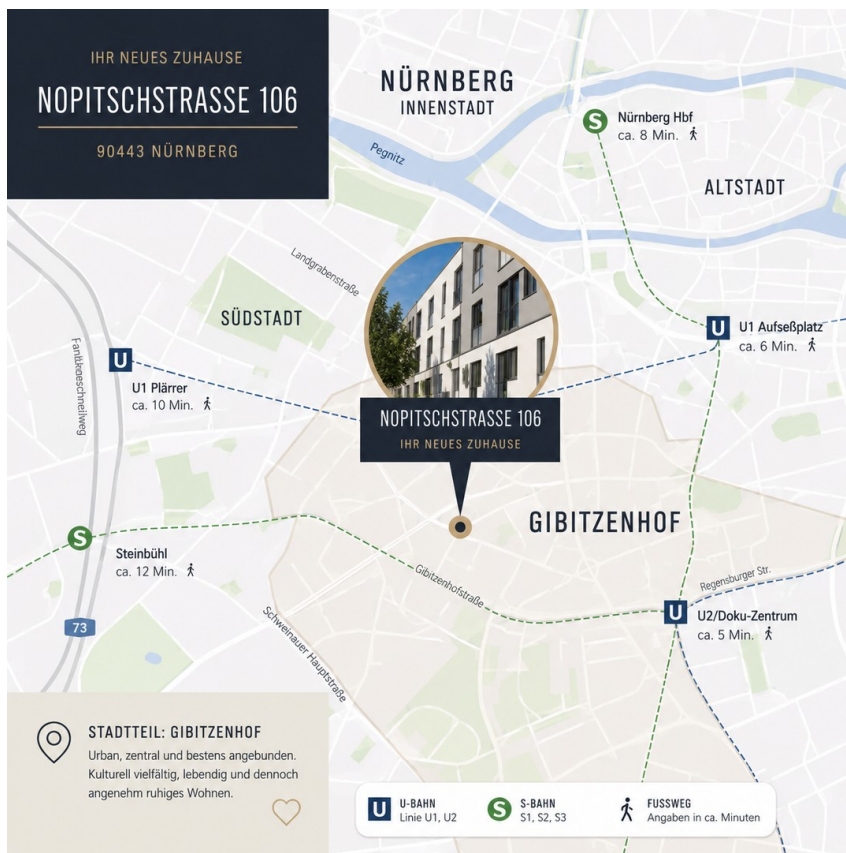 IHR NEUES ZUHAUSE
NOPITSCHSTRASSE 106
90443 NÜRNBERG
NÜRNBERG
INNENSTADT
S
Nürnberg Hbf
ca. 8 Min.
Pegnitz
ALTSTADT
Landgrabenstraße
SÜDSTADT
U
U1 Aufseßplatz
ca. 6 Min.
U
U1 Plärrer
ca. 10 Min.
NOPITSCHSTRASSE 106
IHR NEUES ZUHAUSE
GIBITZENHOF
S
Steinbühl
ca. 12 Min.
Gibitzenhofstraße
Regensburger Str.
U
U2/Doku-Zentrum
ca. 5 Min.
73
Schweinauer Hauptstraße
STADTTEIL: GIBITZENHOF
Urban, zentral und bestens angebunden.
Kulturell vielfältig, lebendig und dennoch
angenehm ruhiges Wohnen.
U
U-BAHN
Linie U1, U2
S
S-BAHN
S1, S2, S3
FUSSWEG
Angaben in ca. Minuten